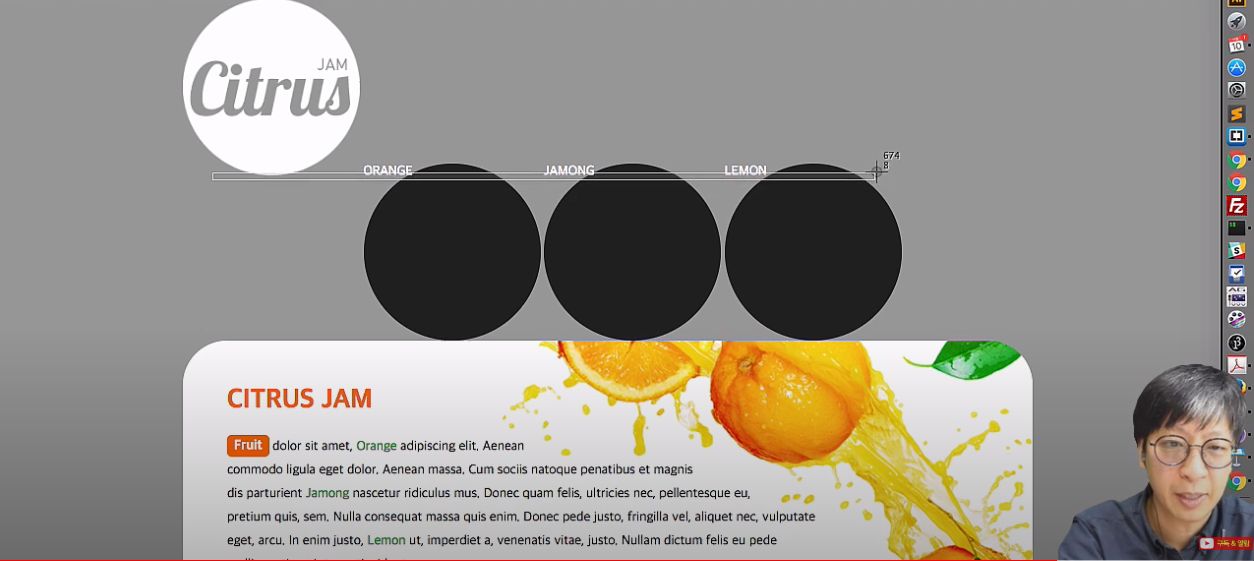 JAM
Citrus
ORANGE
JAMONG
LEMON
674
8
CITRUS JAM
Fruit dolor sit amet, Orange adipiscing elit. Aenean
commodo ligula eget dolor. Aenean massa. Cum sociis natoque penatibus et magnis
dis parturient Jamong nascetur ridiculus mus. Donec quam felis, ultricies nec, pellentesque eu,
pretium quis, sem. Nulla consequat massa quis enim. Donec pede justo, fringilla vel, aliquet nec, vulputate
eget, arcu. In enim justo, Lemon ut, imperdiet a, venenatis vitae, justo. Nullam dictum felis eu pede
10
Fz
구독 & 알람